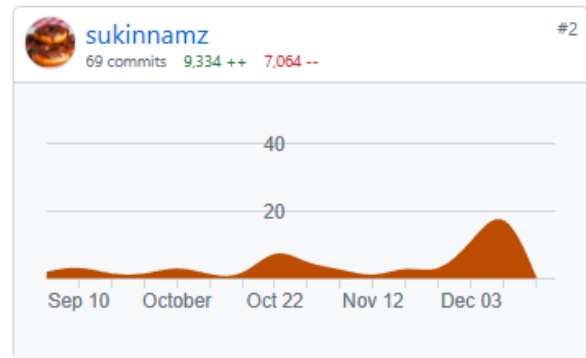 sukinnamz #2
69 commits 9,334 ++ 7,064 --
40
20
Sep 10 October Oct 22 Nov 12 Dec 03